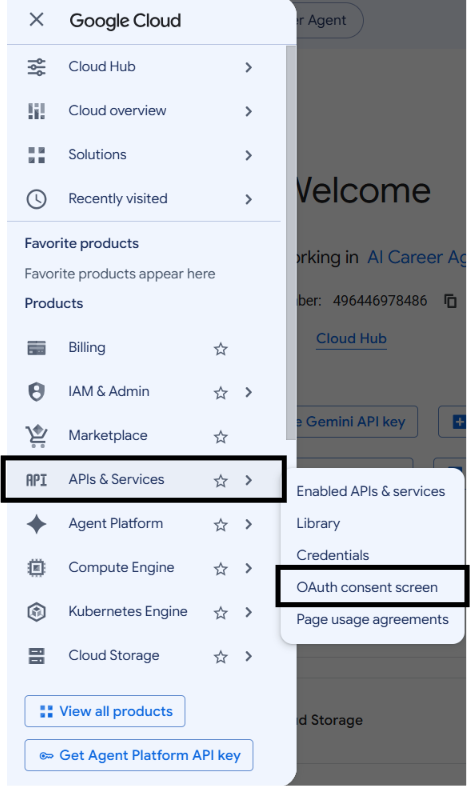 Google Cloud
er Agent
Cloud Hub
Cloud overview
Solutions
Recently visited
Welcome
Favorite products
orking in AI Career Ag
Favorite products appear here
ber: 496446978486
Products
Cloud Hub
Billing
IAM & Admin
e Gemini API key
Marketplace
API APIs & Services
Enabled APIs & services
Agent Platform
Library
Credentials
Compute Engine
OAuth consent screen
Kubernetes Engine
Page usage agreements
Cloud Storage
View all products
d Storage
Get Agent Platform API key